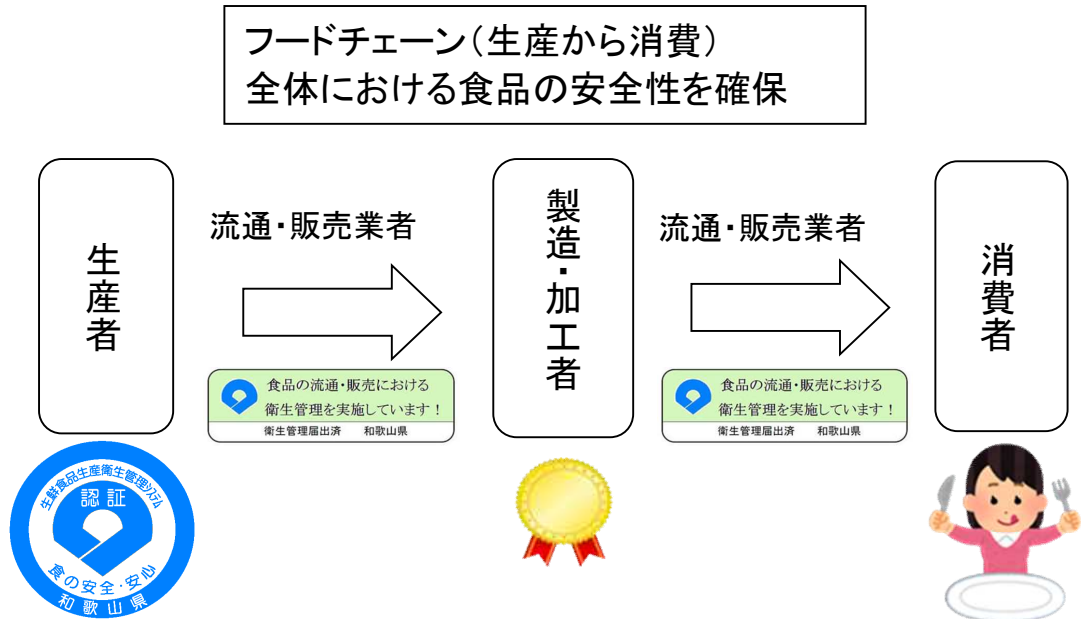 フードチェーン（生産から消費）
全体における食品の安全性を確保
生産者
流通・販売業者
食品の流通・販売における
衛生管理を実施しています！
衛生管理届出済　和歌山県
製造・加工者
流通・販売業者
食品の流通・販売における
衛生管理を実施しています！
衛生管理届出済　和歌山県
消費者
生鮮食品生産衛生管理システム
認証
食の安全・安心
和歌山県